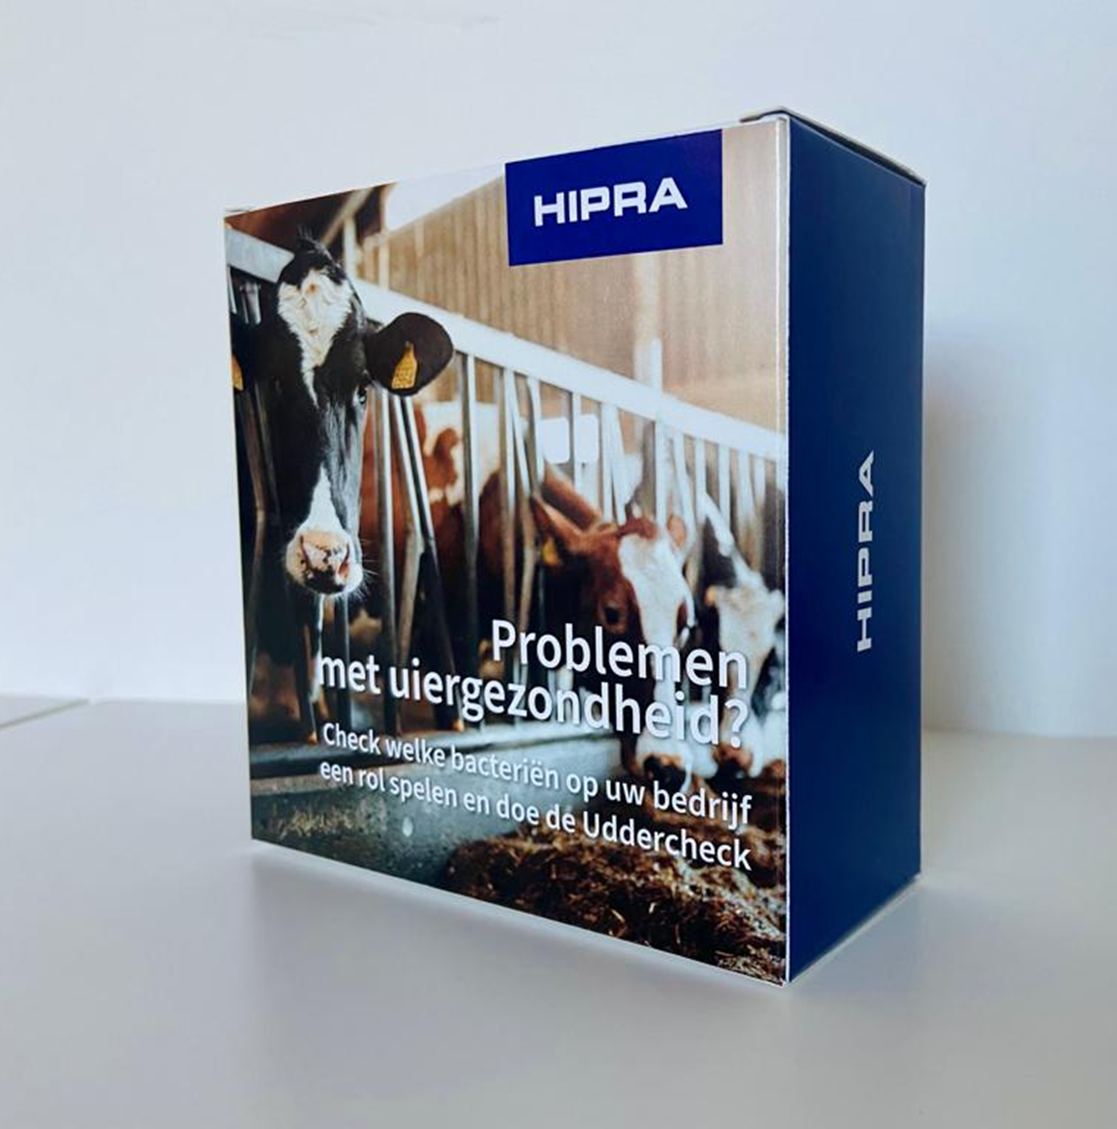 HIPRA
Problemen
met uiergezondheid?
Check welke bacteriën op uw bedrijf
een rol spelen en doe de Uddercheck
HIPRA